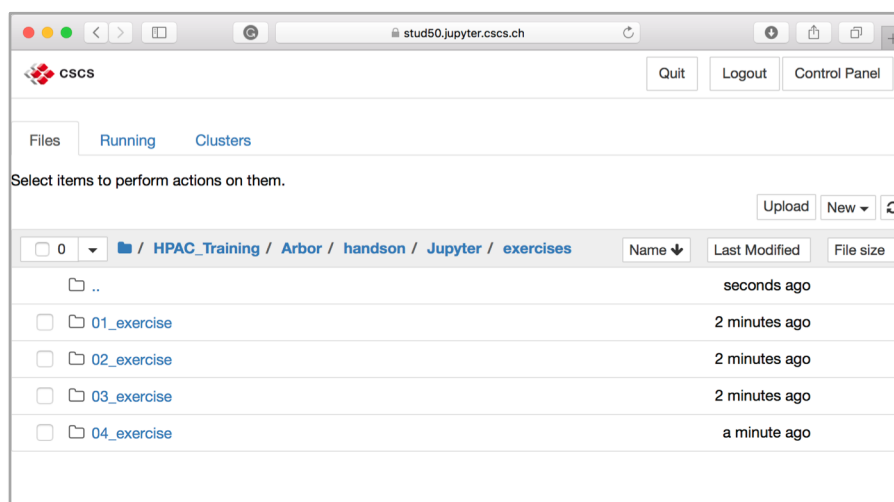 stud50.jupyter.cscs.ch
CSCS
Quit Logout Control Panel
Files Running Clusters
Select items to perform actions on them.
Upload New
0 / HPAC_Training / Arbor / handson / Jupyter / exercises Name Last Modified File size
.. seconds ago
01_exercise 2 minutes ago
02_exercise 2 minutes ago
03_exercise 2 minutes ago
04_exercise a minute ago